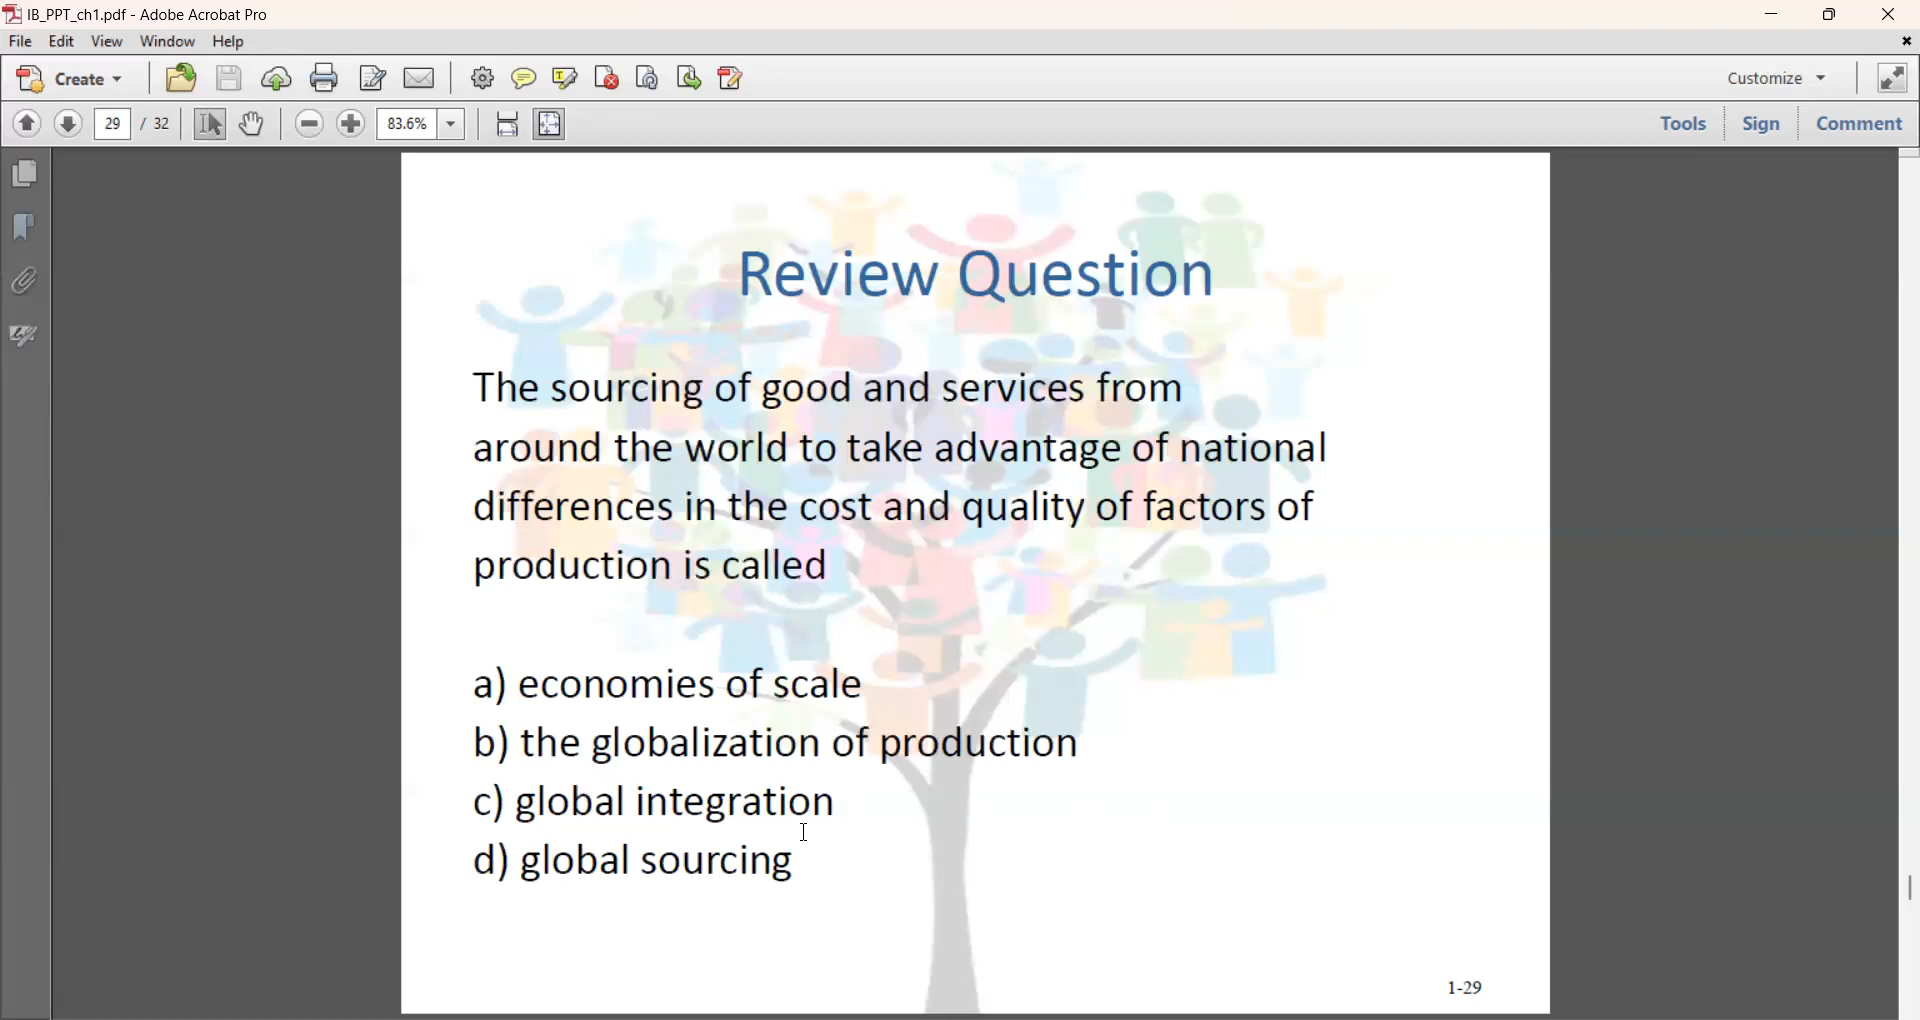 IB_PPT_ch1.pdf - Adobe Acrobat Pro
File Edit View Window Help
Create Customize
29 / 32 83.6% Tools Sign Comment
Review Question
The sourcing of good and services from
around the world to take advantage of national
differences in the cost and quality of factors of
production is called
a) economies of scale
b) the globalization of production
c) global integration
d) global sourcing
1-29